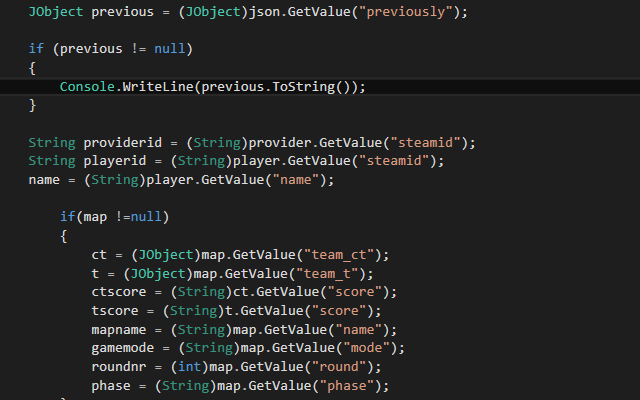 JObject previous = (JObject)json.GetValue("previously");
if (previous != null)
{
Console.WriteLine(previous.ToString());
}
String providerid = (String)provider.GetValue("steamid");
String playerid = (String)player.GetValue("steamid");
name = (String)player.GetValue("name");
if(map !=null)
{
ct = (JObject)map.GetValue("team_ct");
t = (JObject)map.GetValue("team_t");
ctscore = (String)ct.GetValue("score");
tscore = (String)t.GetValue("score");
mapname = (String)map.GetValue("name");
gamemode = (String)map.GetValue("mode");
roundnr = (int)map.GetValue("round");
phase = (String)map.GetValue("phase");